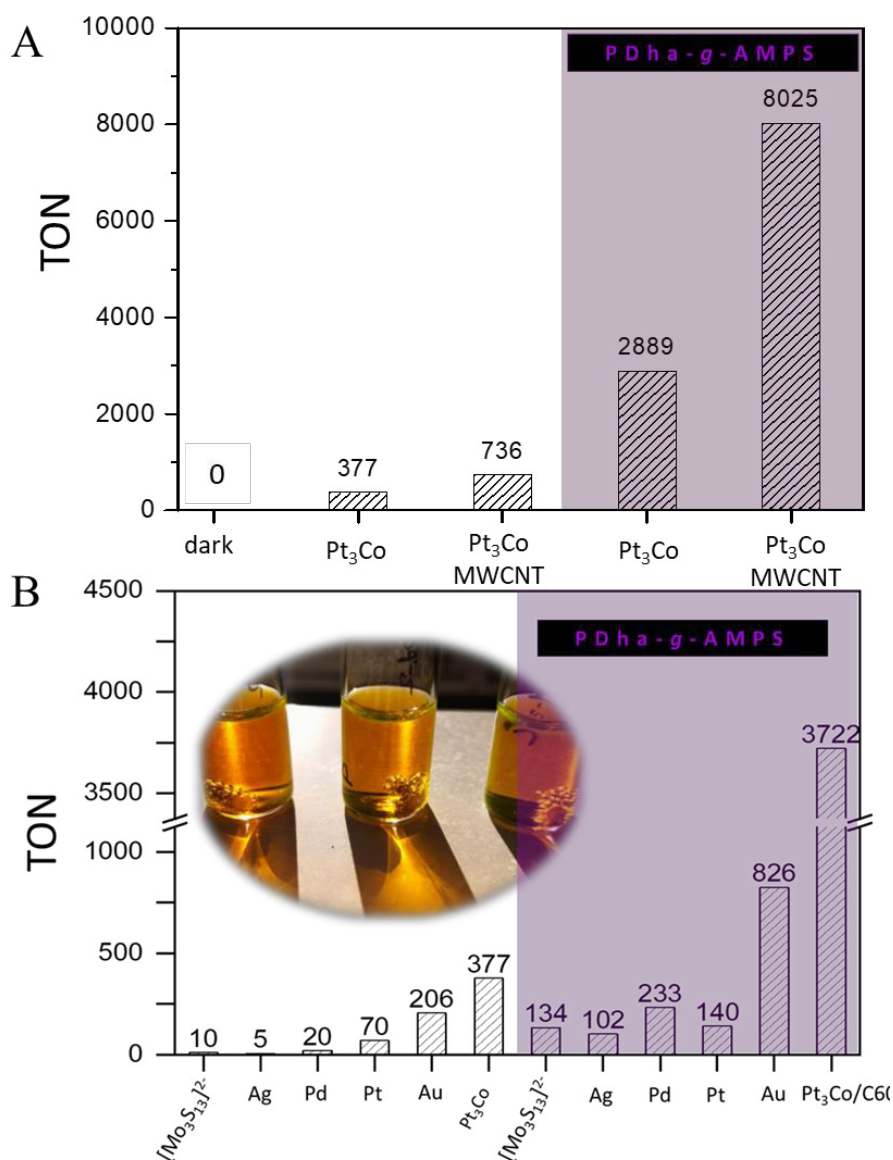 A
PDha-g-AMPS
TON
10000
8000
6000
4000
2000
0
0
377
736
2889
8025
dark
Pt₃Co
Pt₃Co
MWCNT
Pt₃Co
Pt₃Co
MWCNT
B
PDha-g-AMPS
TON
4500
4000
3500
1000
500
0
10
5
20
70
206
377
134
102
233
140
826
3722
[Mo₃S₁₃]²⁻
Ag
Pd
Pt
Au
Pt₃Co
[Mo₃S₁₃]²⁻
Ag
Pd
Pt
Au
Pt₃Co/C60